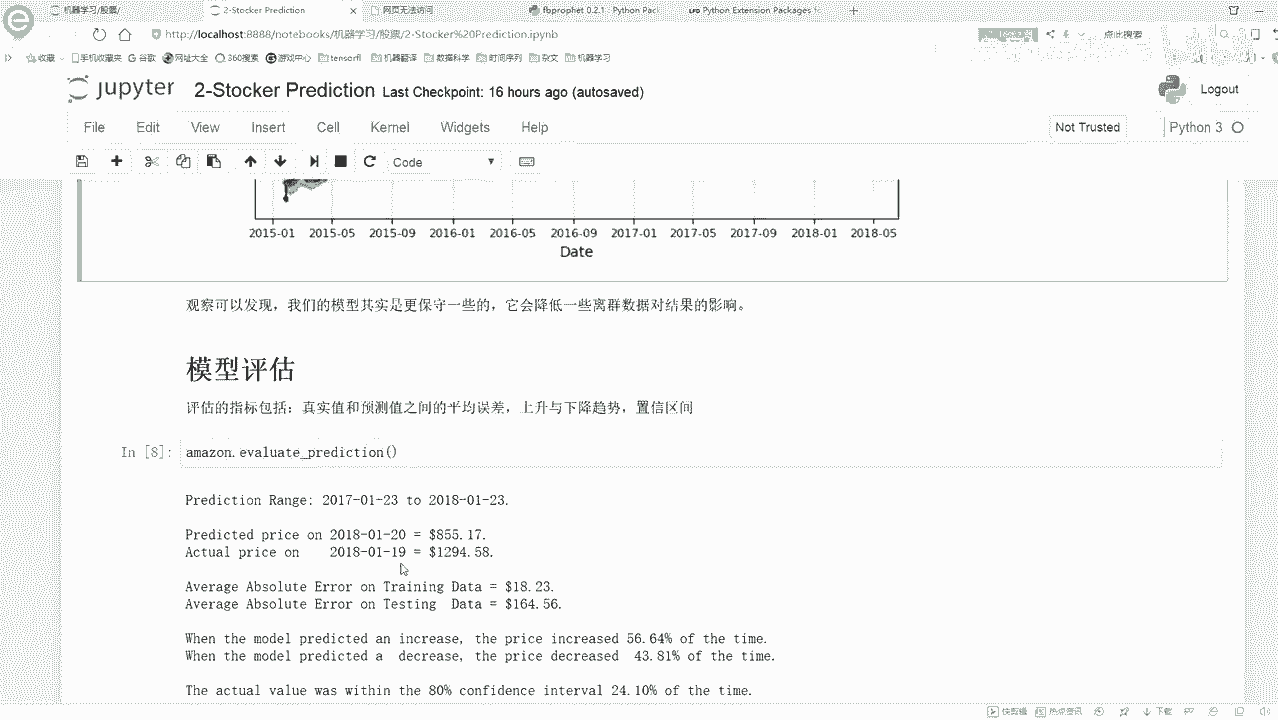 机器学习/股票/
2-Stocker Prediction
网页无法访问
fbprophet 0.2.1 : Python Pac
Python Extension Packages f
http://localhost:8888/notebooks/机器学习/股票/2-Stocker%20Prediction.ipynb
点此搜索
收藏 手机收藏夹 谷歌 网址大全 360搜索 游戏中心 tensorfl 机器翻译 数据科学 时间序列 杂文 机器学习
jupyter 2-Stocker Prediction Last Checkpoint: 16 hours ago (autosaved)
Logout
File Edit View Insert Cell Kernel Widgets Help
Not Trusted
Python 3
Code
2015-01 2015-05 2015-09 2016-01 2016-05 2016-09 2017-01 2017-05 2017-09 2018-01 2018-05
Date
观察可以发现，我们的模型其实是更保守一些的，它会降低一些离群数据对结果的影响。
模型评估
评估的指标包括：真实值和预测值之间的平均误差，上升与下降趋势，置信区间
In [8]: amazon.evaluate_prediction()
Prediction Range: 2017-01-23 to 2018-01-23.
Predicted price on 2018-01-20 = $855.17.
Actual price on 2018-01-19 = $1294.58.
Average Absolute Error on Training Data = $18.23.
Average Absolute Error on Testing Data = $164.56.
When the model predicted an increase, the price increased 56.64% of the time.
When the model predicted a decrease, the price decreased 43.81% of the time.
The actual value was within the 80% confidence interval 24.10% of the time.
快剪辑 热点资讯 下载